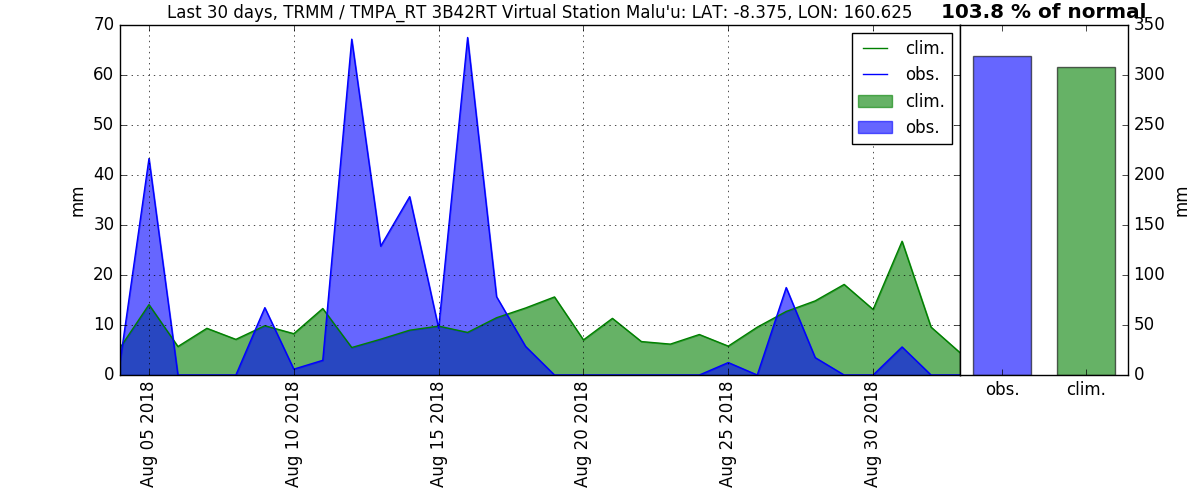 Last 30 days, TRMM / TMPA_RT 3B42RT Virtual Station Malu'u: LAT: -8.375, LON: 160.625
103.8 % of normal
70
60
50
40
30
20
10
0
mm
clim.
obs.
clim.
obs.
350
300
250
200
150
100
50
0
mm
obs.
clim.
Aug 05 2018
Aug 10 2018
Aug 15 2018
Aug 20 2018
Aug 25 2018
Aug 30 2018